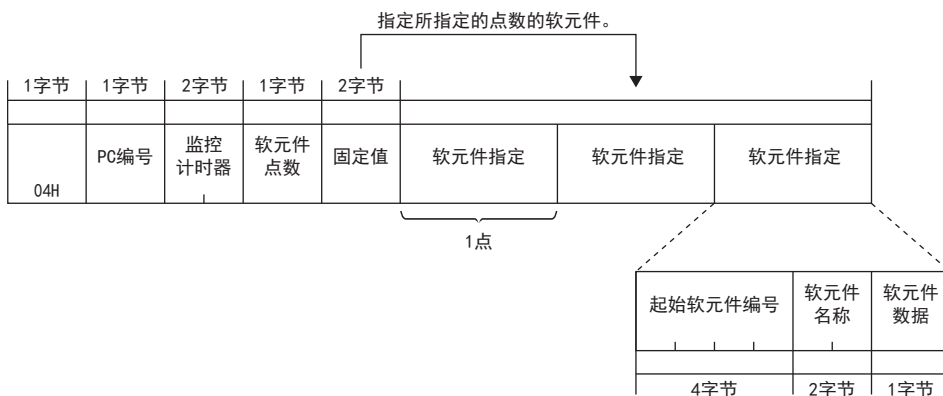 指定所指定的点数的软元件。
1字节 1字节 2字节 1字节 2字节
04H
PC编号
监控
计时器
软元件
点数
固定值
软元件指定
软元件指定
软元件指定
1点
起始软元件编号
软元件
名称
软元件
数据
4字节 2字节 1字节